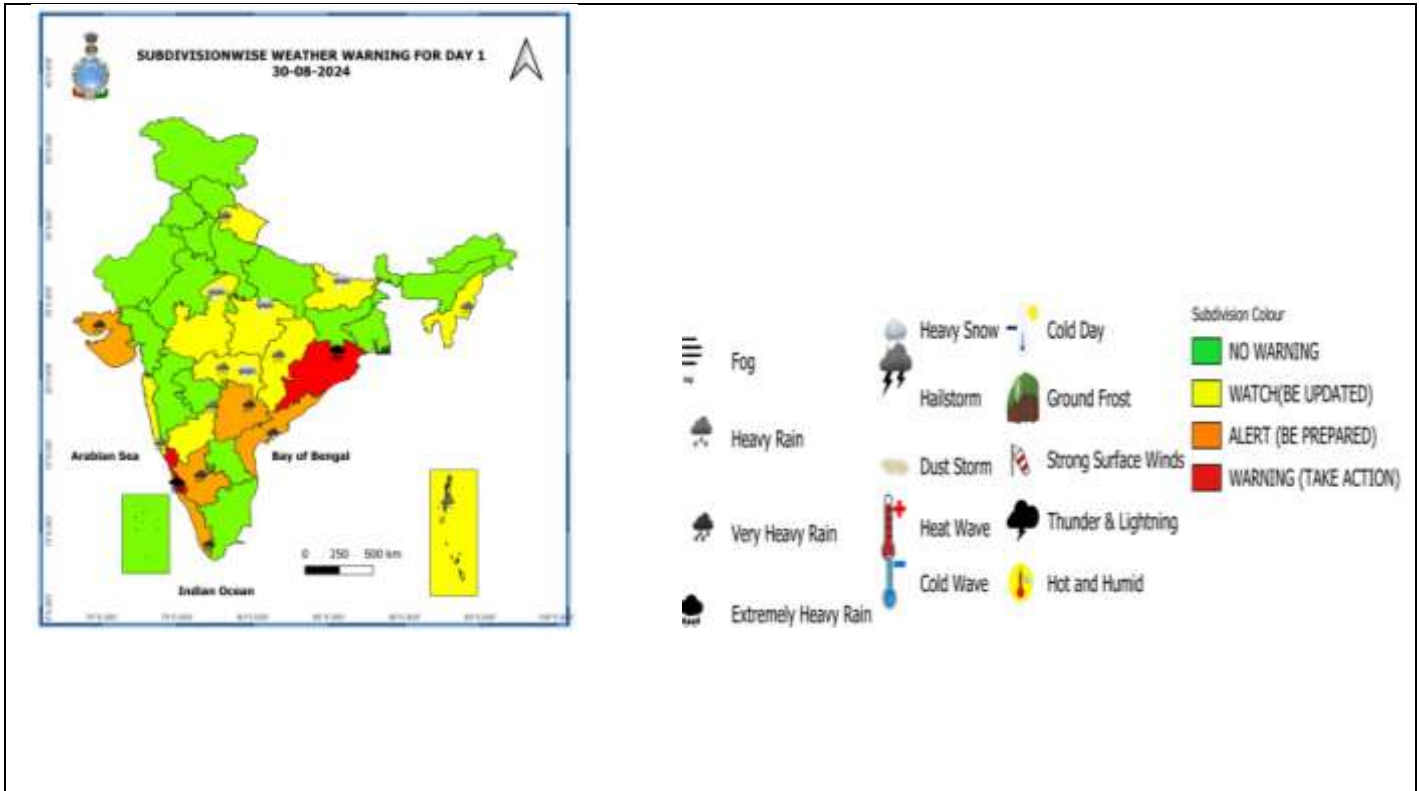 SUBDIVISIONWISE WEATHER WARNING FOR DAY 1
30-08-2024
Arabian Sea
Bay of Bengal
0 250 500 km
Indian Ocean
Fog
Heavy Rain
Very Heavy Rain
Extremely Heavy Rain
Heavy Snow
Hailstorm
Dust Storm
Heat Wave
Cold Wave
Cold Day
Ground Frost
Strong Surface Winds
Thunder & Lightning
Hot and Humid
Subdivision Colour
NO WARNING
WATCH(BE UPDATED)
ALERT (BE PREPARED)
WARNING (TAKE ACTION)